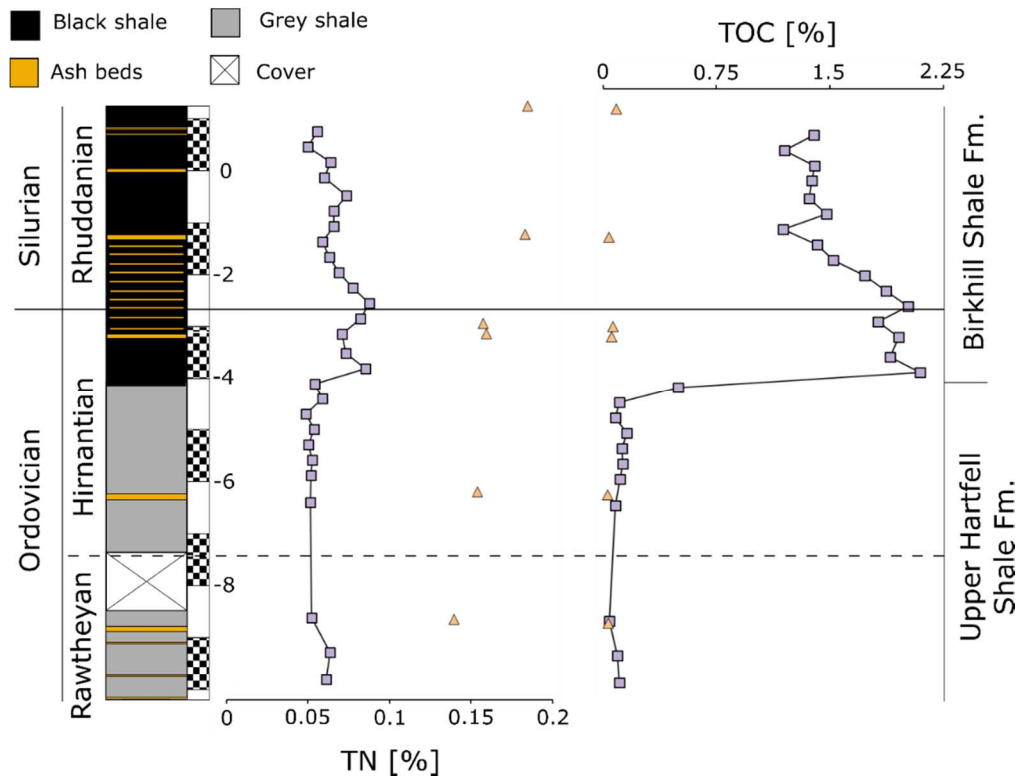 Black shale
Grey shale
Ash beds
Cover
TOC [%]
0 0.75 1.5 2.25
Silurian
Ordovician
Rhuddanian
Hirnantian
Rawtheyan
0
-2
-4
-6
-8
Birkhill Shale Fm.
Upper Hartfell
Shale Fm.
0 0.05 0.1 0.15 0.2
TN [%]